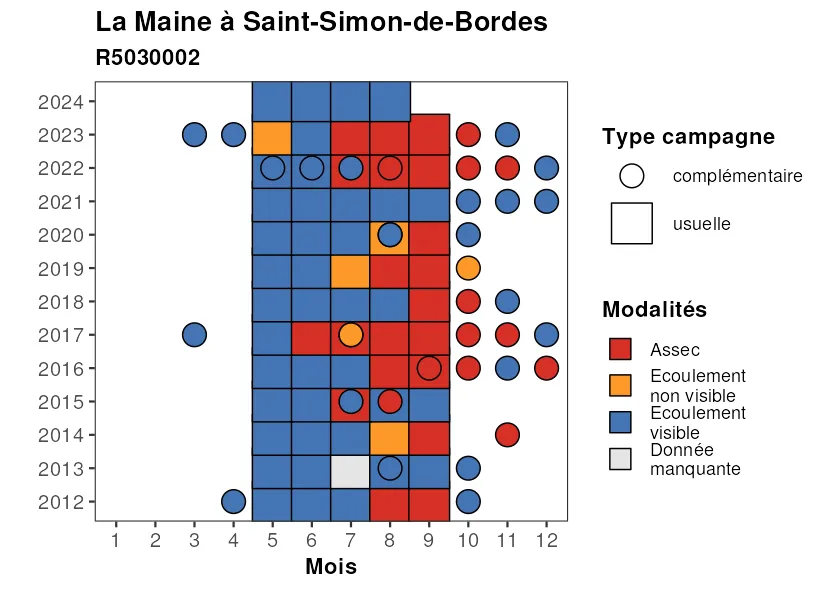 La Maine à Saint-Simon-de-Bordes
R5030002
2024
2023
2022
2021
2020
2019
2018
2017
2016
2015
2014
2013
2012
1 2 3 4 5 6 7 8 9 10 11 12
Mois
Type campagne
complémentaire
usuelle
Modalités
Assec
Ecoulement
non visible
Ecoulement
visible
Donnée
manquante